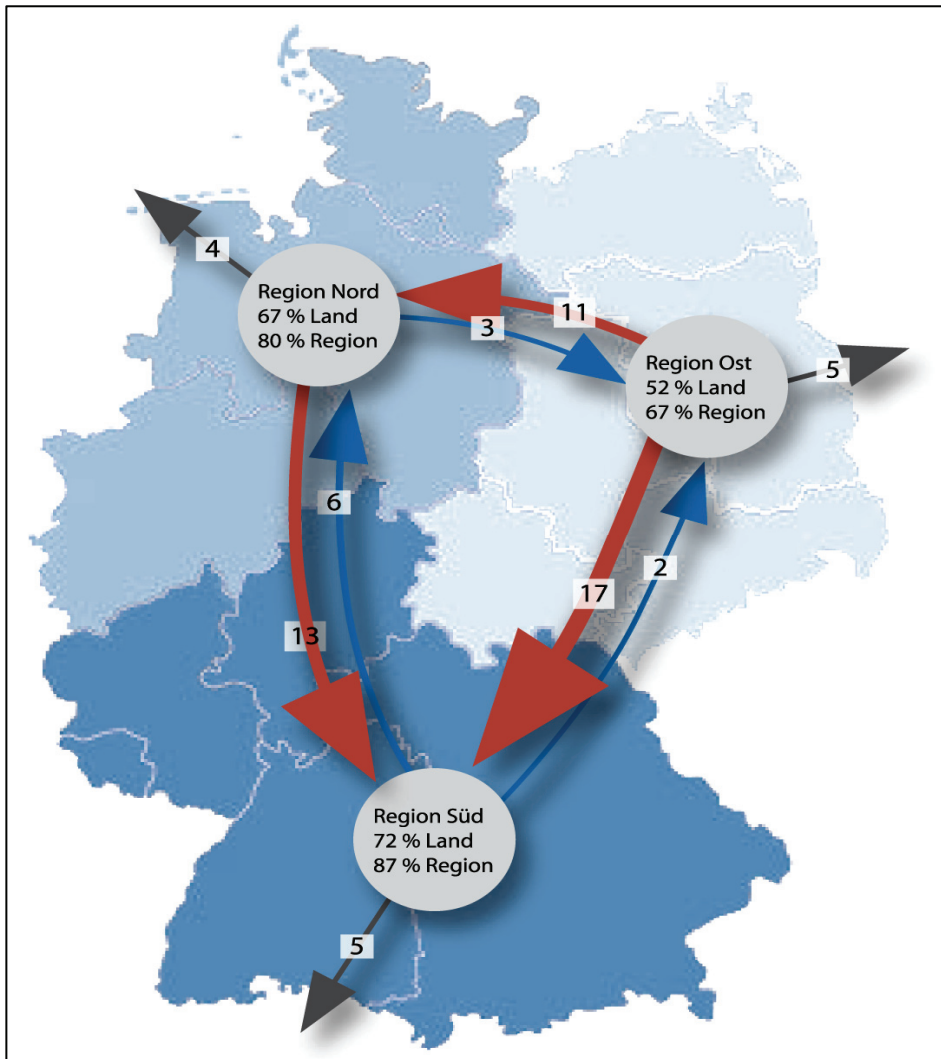 4
Region Nord
67 % Land
80 % Region
11
3
Region Ost
52 % Land
67 % Region
5
6
2
17
13
Region Süd
72 % Land
87 % Region
5